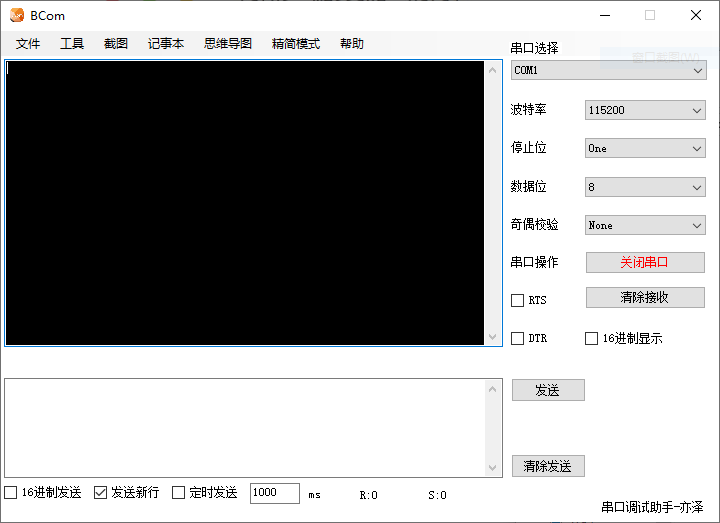 BCom
文件 工具 截图 记事本 思维导图 精简模式 帮助
串口选择
COM1
波特率 115200
停止位 One
数据位 8
奇偶校验 None
串口操作 关闭串口
RTS 清除接收
DTR 16进制显示
发送
清除发送
16进制发送 发送新行 定时发送 1000 ms R:0 S:0
串口调试助手-亦泽